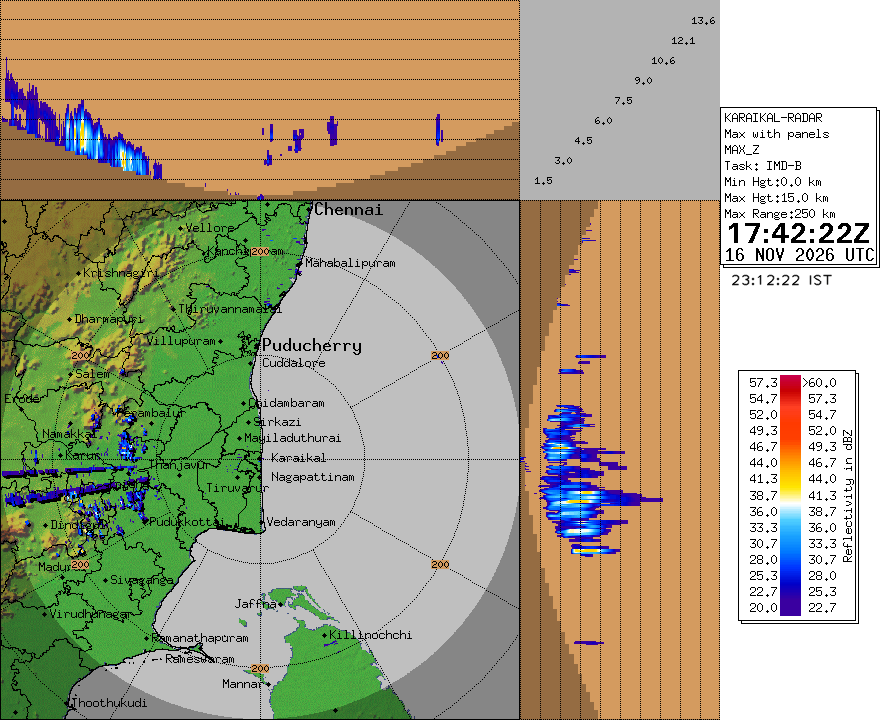 13.6
12.1
10.6
9.0
7.5
6.0
4.5
3.0
1.5
KARAIKAL-RADAR
Max with panels
MAX_Z
Task: IMD-B
Min Hgt:0.0 km
Max Hgt:15.0 km
Max Range:250 km
17:42:22Z
16 NOV 2026 UTC
23:12:22 IST
Chennai
Vellore
200
Mahabalipuram
Krishnagiri
Thiruvannamalai
Dharmapuri
Villupuram
Puducherry
200
200
Cuddalore
Salem
Erode
Chidambaram
Perambalur
Sirkazi
Namakkal
Mayiladuthurai
Karur
Karaikal
Thanjavur
Nagapattinam
Tiruvarur
Dindigul
Pudukkottai
Vedaranyam
Madurai
200
200
Sivaganga
Jaffna
Virudhunagar
Killinochchi
Ramanathapuram
Rameswaram
200
Mannar
Thoothukudi
57.3 >60.0
54.7 57.3
52.0 54.7
49.3 52.0
46.7 49.3
44.0 46.7
41.3 44.0
38.7 41.3
36.0 38.7
33.3 36.0
30.7 33.3
28.0 30.7
25.3 28.0
22.7 25.3
20.0 22.7
Reflectivity in dBZ